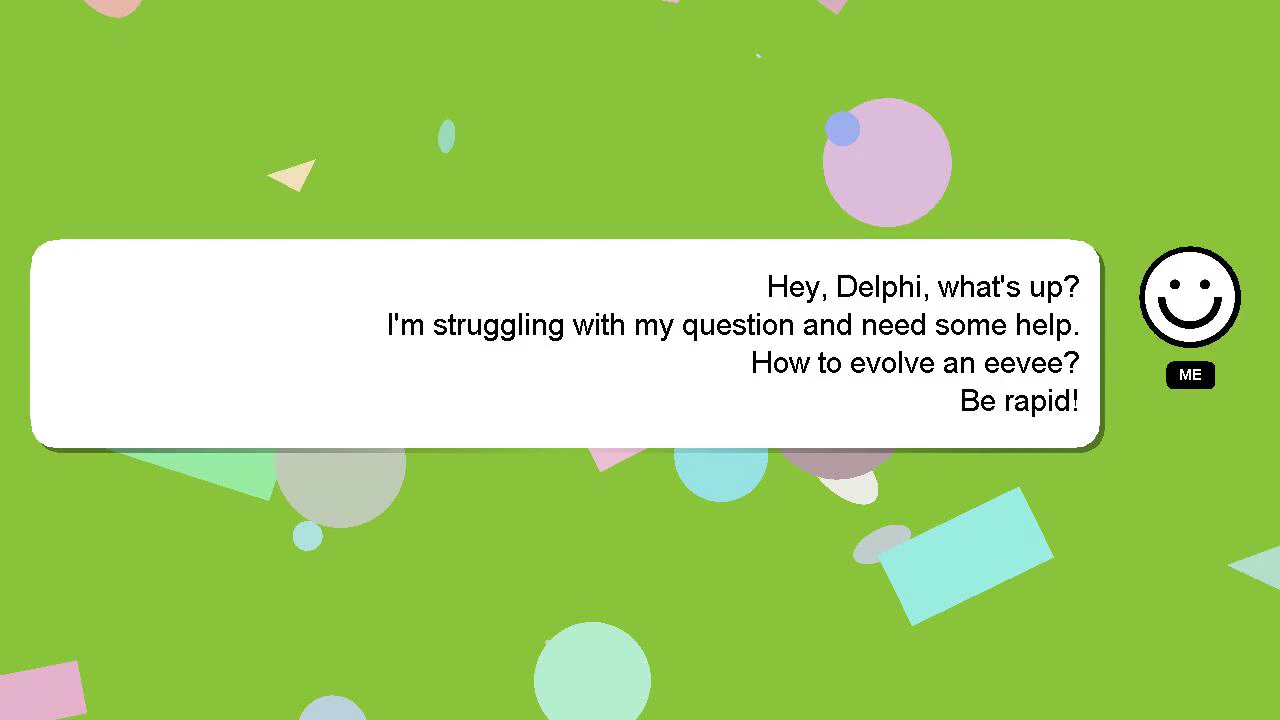 Hey, Delphi, what's up?
I'm struggling with my question and need some help.
How to evolve an eevee?
Be rapid!
ME